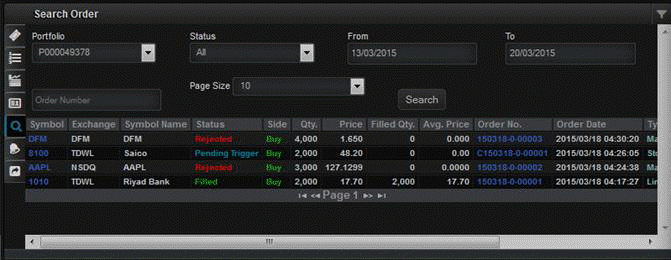 Search Order
Portfolio Status From To
P000049378 All 13/03/2015 20/03/2015
Page Size 10
Order Number Search
Symbol Exchange Symbol Name Status Side Qty. Price Filled Qty. Avg. Price Order No. Order Date Ty
DFM DFM DFM Rejected Buy 4,000 1.650 0 0.000 150318-0-00003 2015/03/18 04:30:20 Ma
8100 TDWL Saico Pending Trigger Buy 2,000 48.20 0 0.00 C150318-0-00001 2015/03/18 04:26:05 Sto
AAPL NSDQ AAPL Rejected Buy 3,000 127.1299 0 0.0000 150318-0-00002 2015/03/18 04:24:38 Ma
1010 TDWL Riyad Bank Filled Buy 2,000 17.70 2,000 17.70 150318-0-00001 2015/03/18 04:17:27 Lim
Page 1